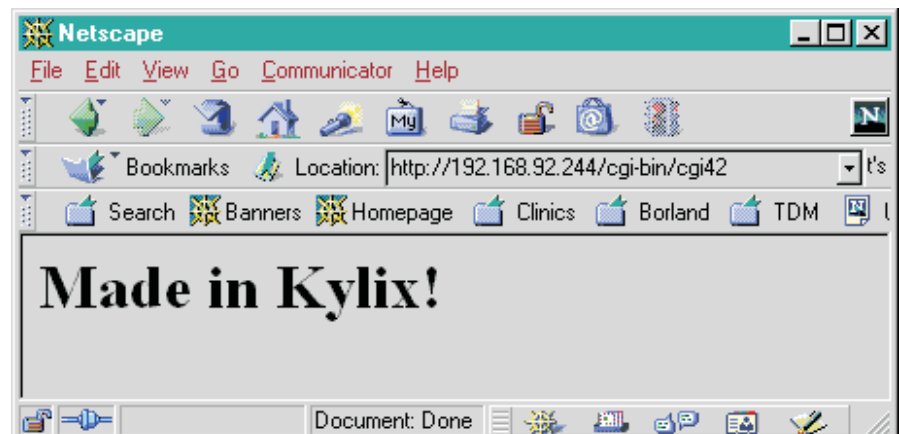 Netscape
File Edit View Go Communicator Help
My N
Bookmarks Location: http://192.168.92.244/cgi-bin/cgi42 t's
Search Banners Homepage Clinics Borland TDM
Made in Kylix!
Document: Done